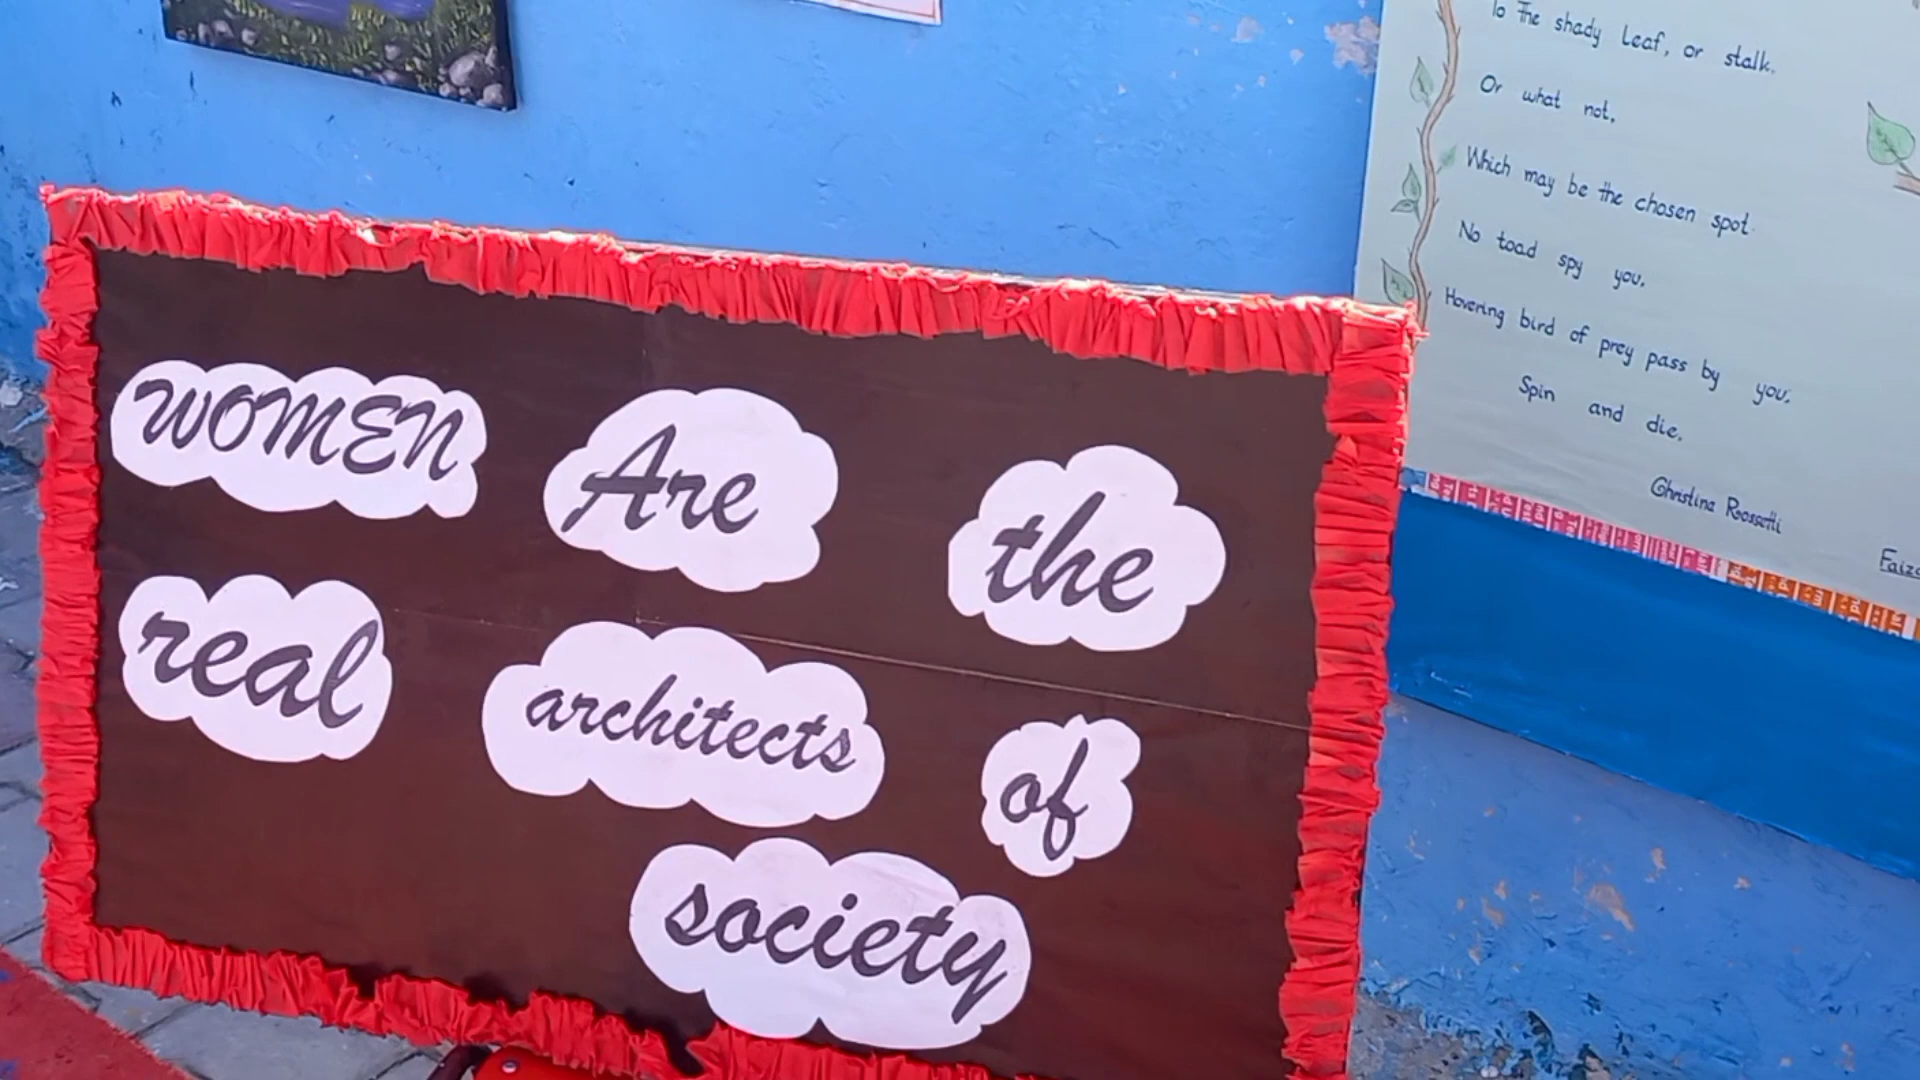 WOMEN Are the
real architects of
society
To The shady Leaf, or stalk.
Or what not,
Which may be the chosen spot.
No toad spy you,
Hovering bird of prey pass by you,
Spin and die,
Christina Rossetti